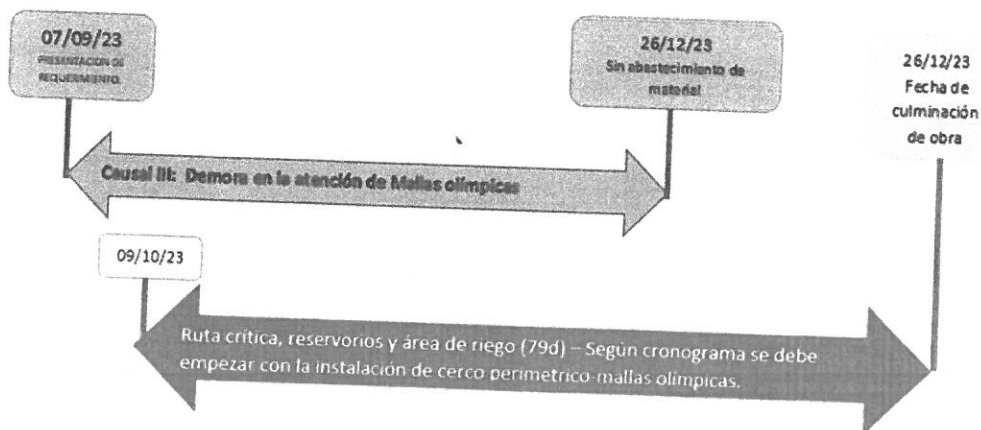 07/09/23
PRESENTACION DE
REQUERIMIENTO.
26/12/23
Sin abastecimiento de
material
26/12/23
Fecha de
culminación
de obra
Causal III: Demora en la atención de Mallas olímpicas
09/10/23
Ruta crítica, reservorios y área de riego (79d) – Según cronograma se debe
empezar con la instalación de cerco perimetrico-mallas olímpicas.